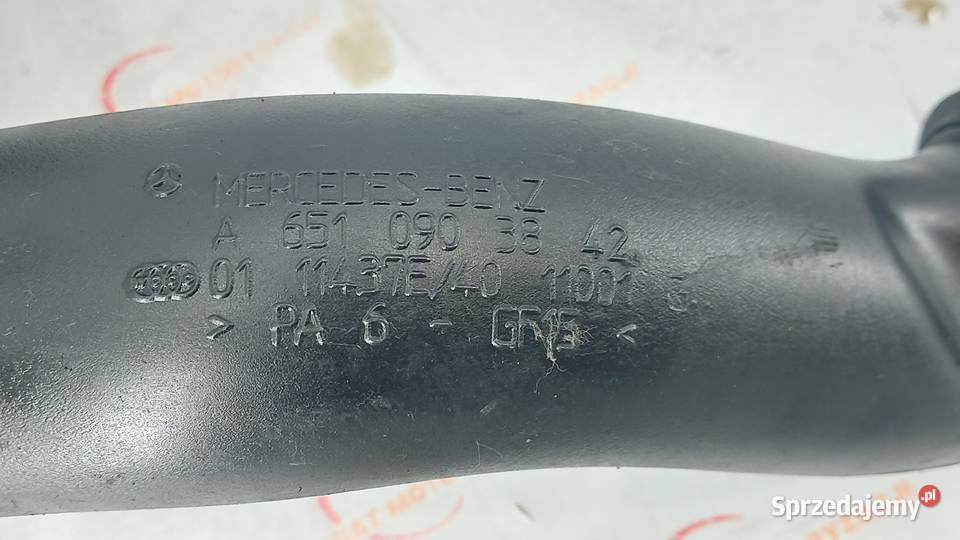 MERCEDES-BENZ
A 651 090 38 42
01 11437E/40 11001
> PA 6 - GF15 <
Sprzedajemy.pl